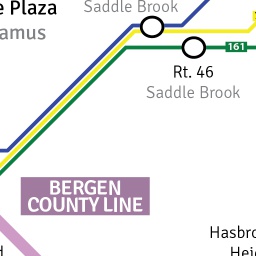 Saddle Brook
e Plaza
amus
161
Rt. 46
Saddle Brook
BERGEN
COUNTY LINE
Hasbro
Hei
d